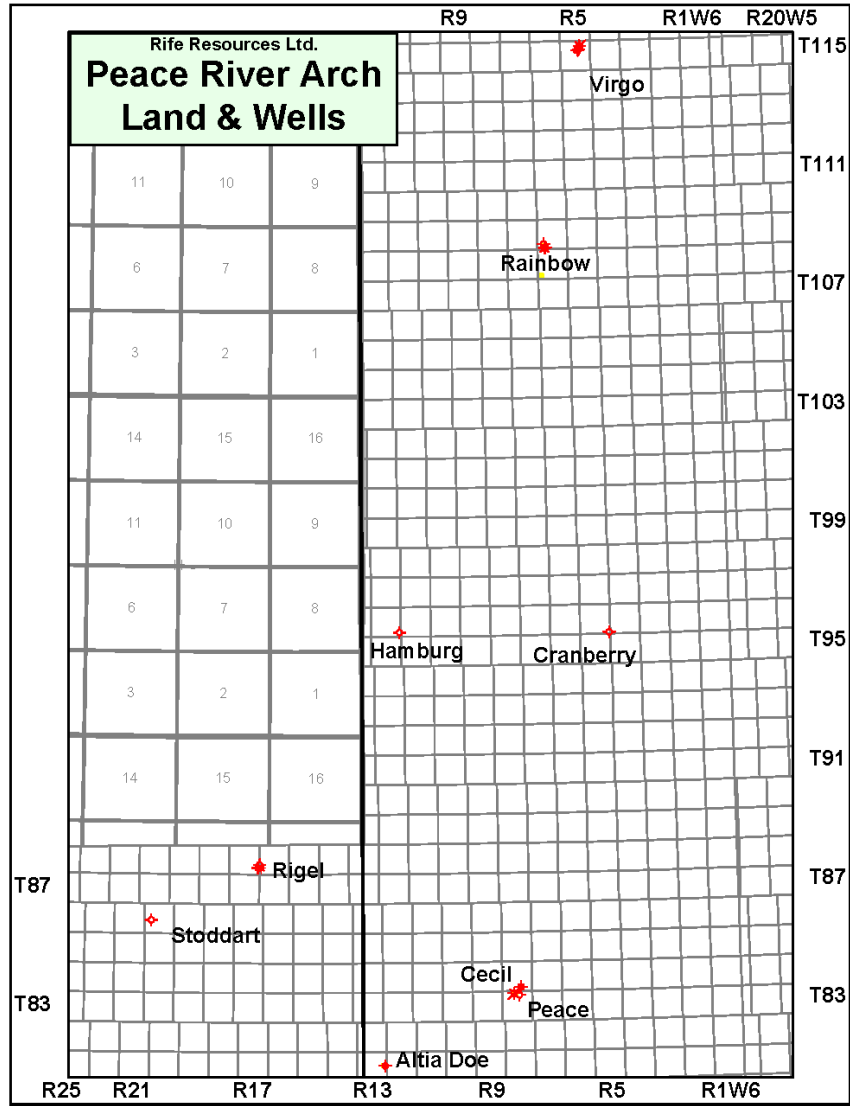 R9 R5 R1W6 R20W5
Rife Resources Ltd.
Peace River Arch
Land & Wells
T115
Virgo
T111
11 10 9
Rainbow
6 7 8
T107
3 2 1
T103
14 15 16
T99
11 10 9
6 7 8
T95
Hamburg Cranberry
3 2 1
T91
14 15 16
Rigel
T87 T87
Stoddart
Cecil
T83 T83
Peace
Altia Doe
R25 R21 R17 R13 R9 R5 R1W6